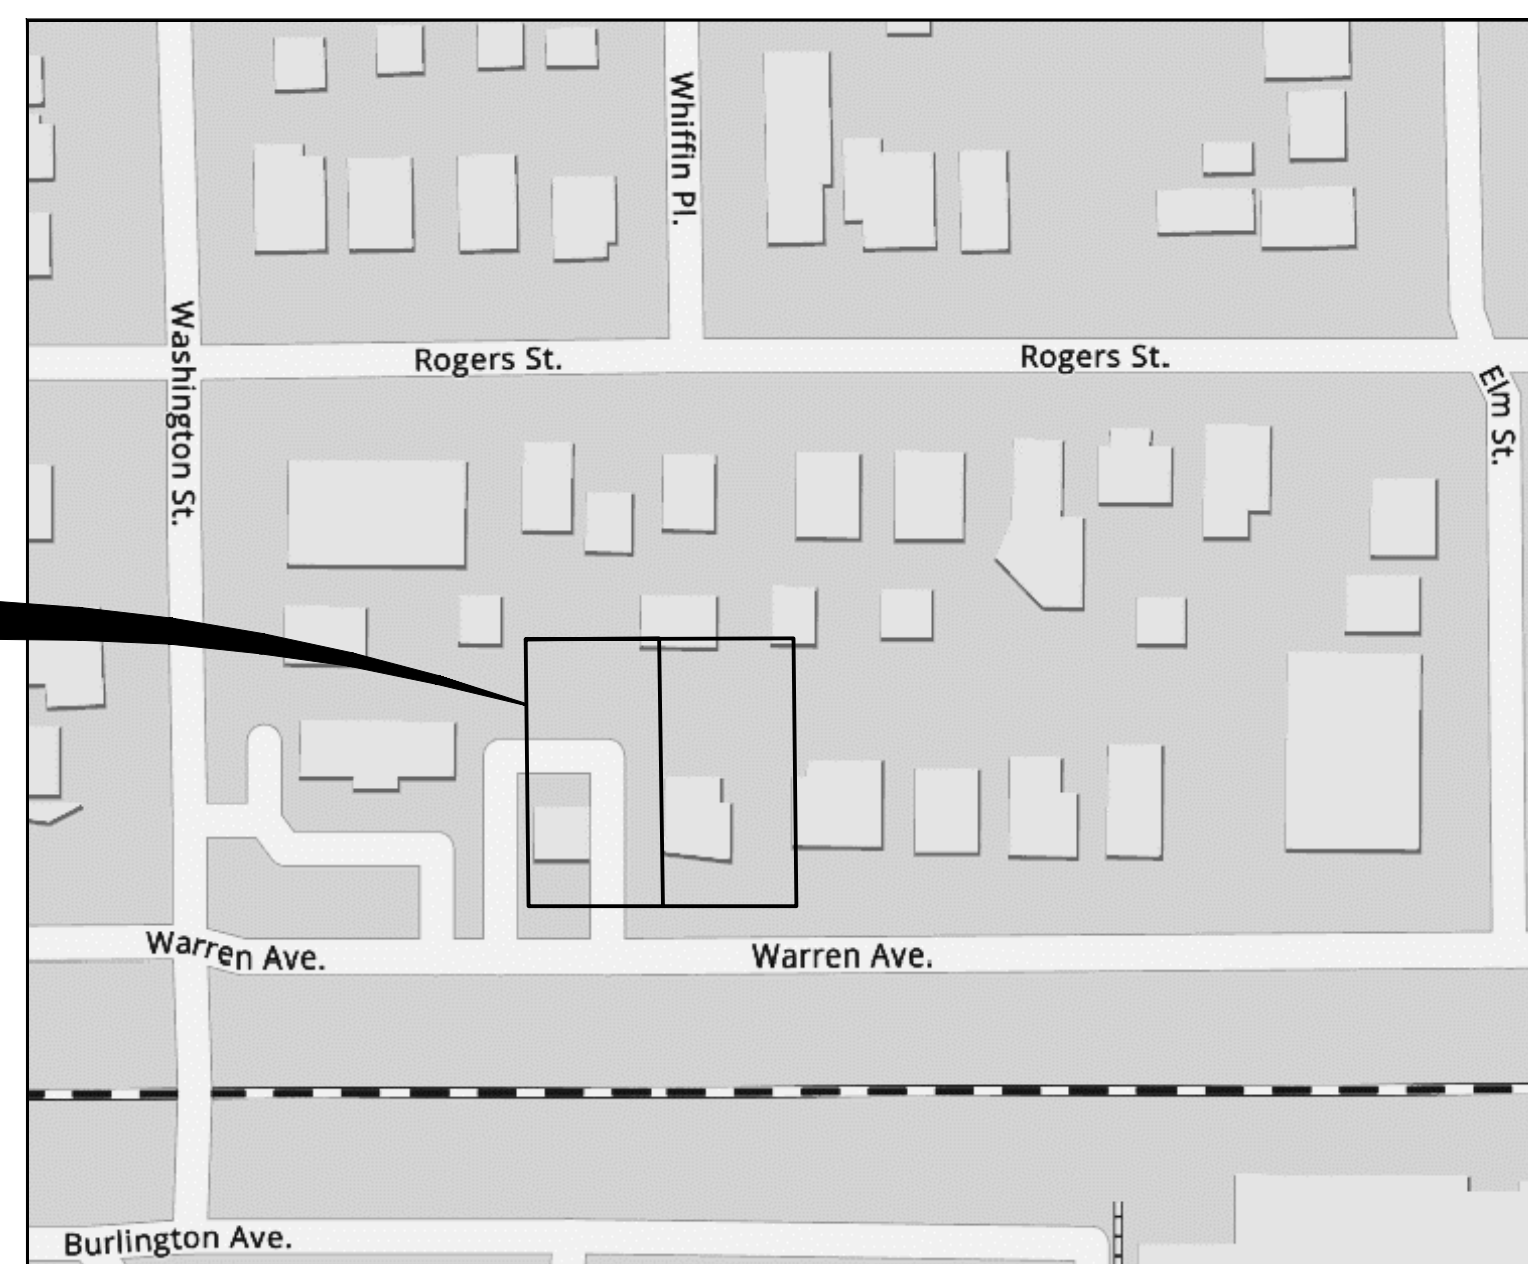 Whiffin Pl.
Washington St.
Rogers St.
Rogers St.
Elm St.
Warren Ave.
Warren Ave.
Burlington Ave.